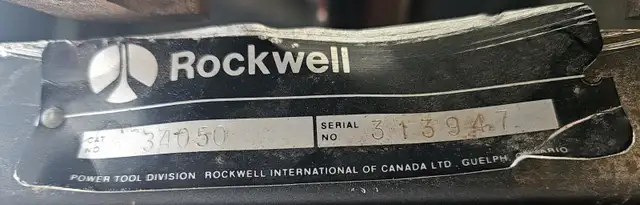 Rockwell
CAT NO 34050 SERIAL NO 313947
POWER TOOL DIVISION ROCKWELL INTERNATIONAL OF CANADA LTD. GUELPH,